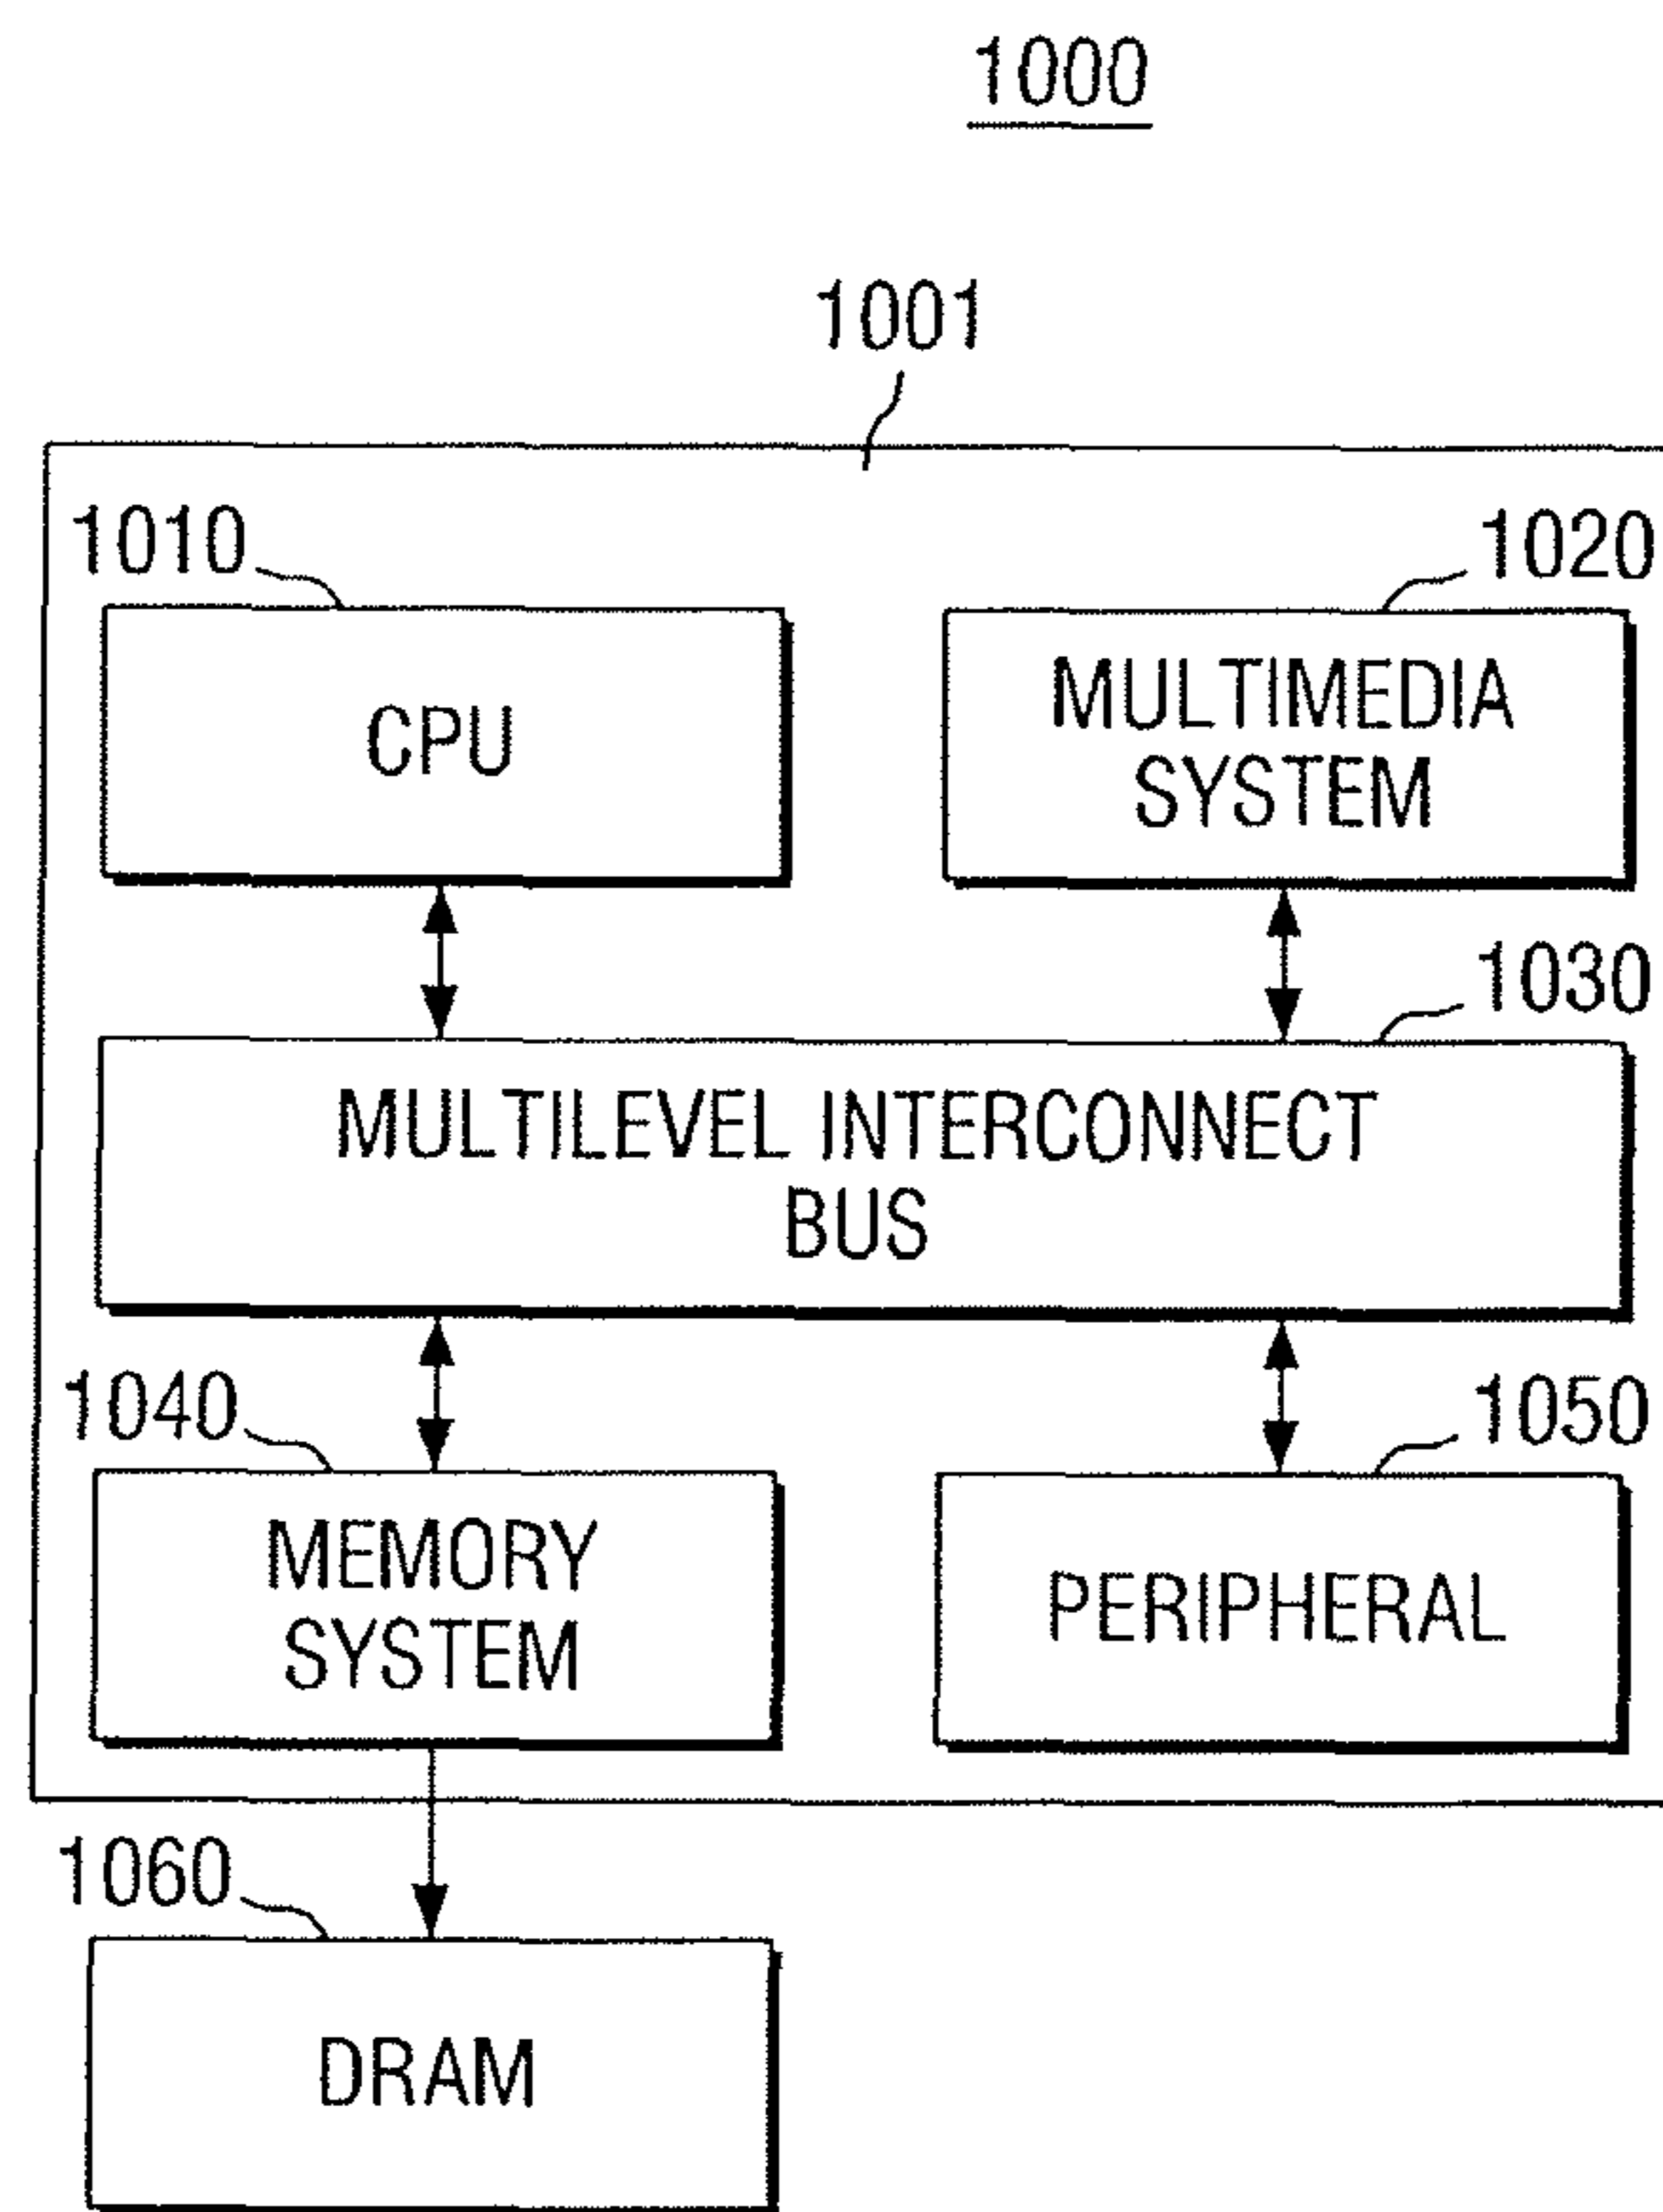 1000
1001
1010
1020
CPU
MULTIMEDIA
SYSTEM
1030
MULTILEVEL INTERCONNECT
BUS
1040
1050
MEMORY
SYSTEM
PERIPHERAL
1060
DRAM